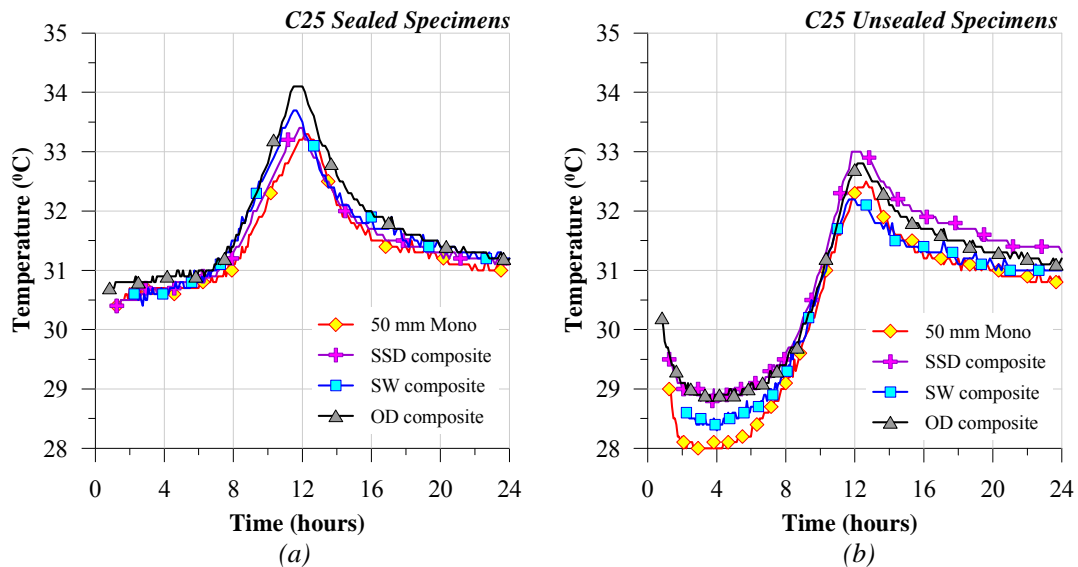 C25 Sealed Specimens
35
34
33
32
31
30
29
28
Temperature (⁰C)
50 mm Mono
SSD composite
SW composite
OD composite
0 4 8 12 16 20 24
Time (hours)
(a)
C25 Unsealed Specimens
35
34
33
32
31
30
29
28
Temperature (⁰C)
50 mm Mono
SSD composite
SW composite
OD composite
0 4 8 12 16 20 24
Time (hours)
(b)